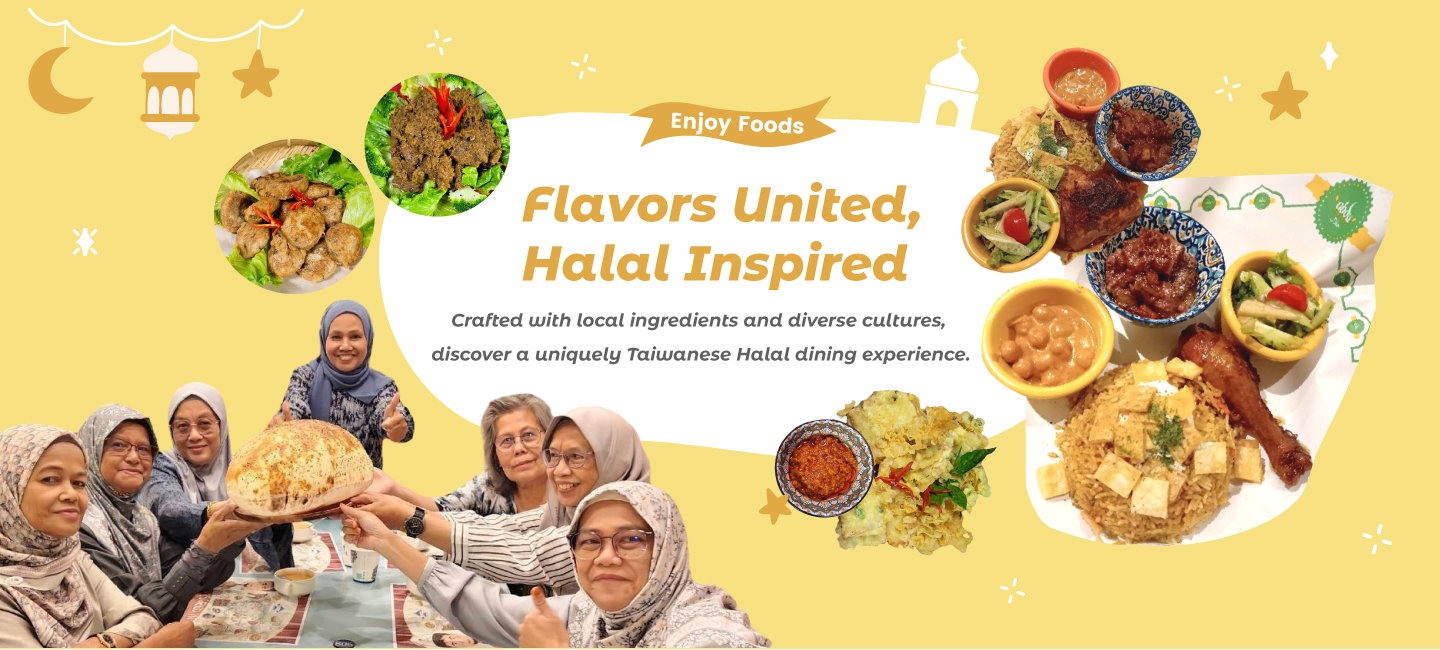 Enjoy Foods
Flavors United,
Halal Inspired
Crafted with local ingredients and diverse cultures,
discover a uniquely Taiwanese Halal dining experience.